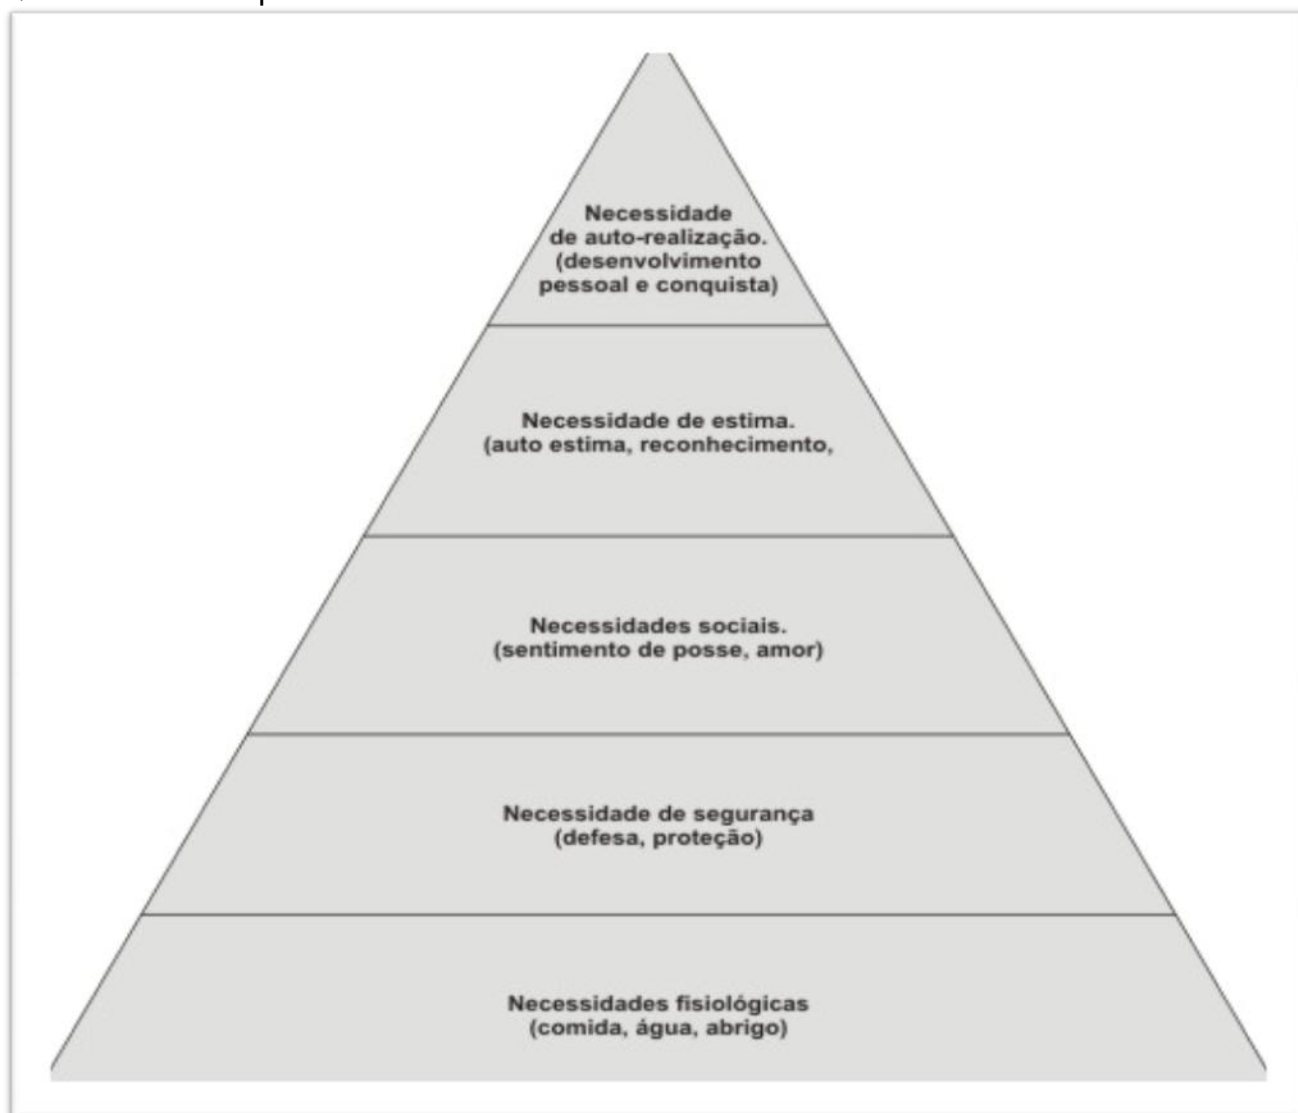 Necessidade
de auto-realização.
(desenvolvimento
pessoal e conquista)
Necessidade de estima.
(auto estima, reconhecimento,
Necessidades sociais.
(sentimento de posse, amor)
Necessidade de segurança
(defesa, proteção)
Necessidades fisiológicas
(comida, água, abrigo)